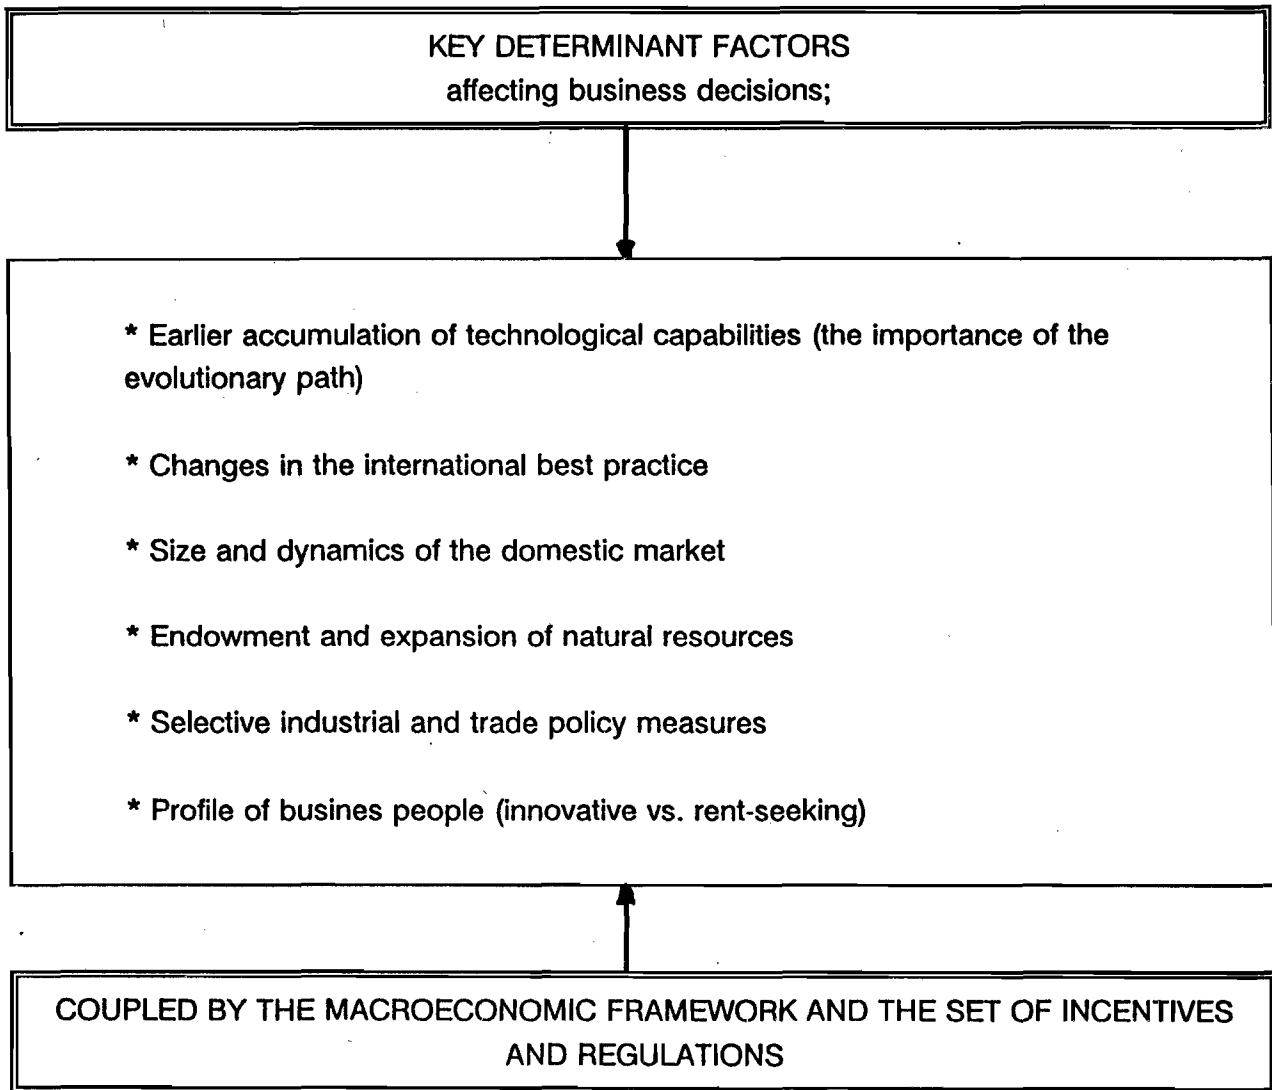 KEY DETERMINANT FACTORS
affecting business decisions;
* Earlier accumulation of technological capabilities (the importance of the
evolutionary path)
* Changes in the international best practice
* Size and dynamics of the domestic market
* Endowment and expansion of natural resources
* Selective industrial and trade policy measures
* Profile of busines people (innovative vs. rent-seeking)
COUPLED BY THE MACROECONOMIC FRAMEWORK AND THE SET OF INCENTIVES
AND REGULATIONS